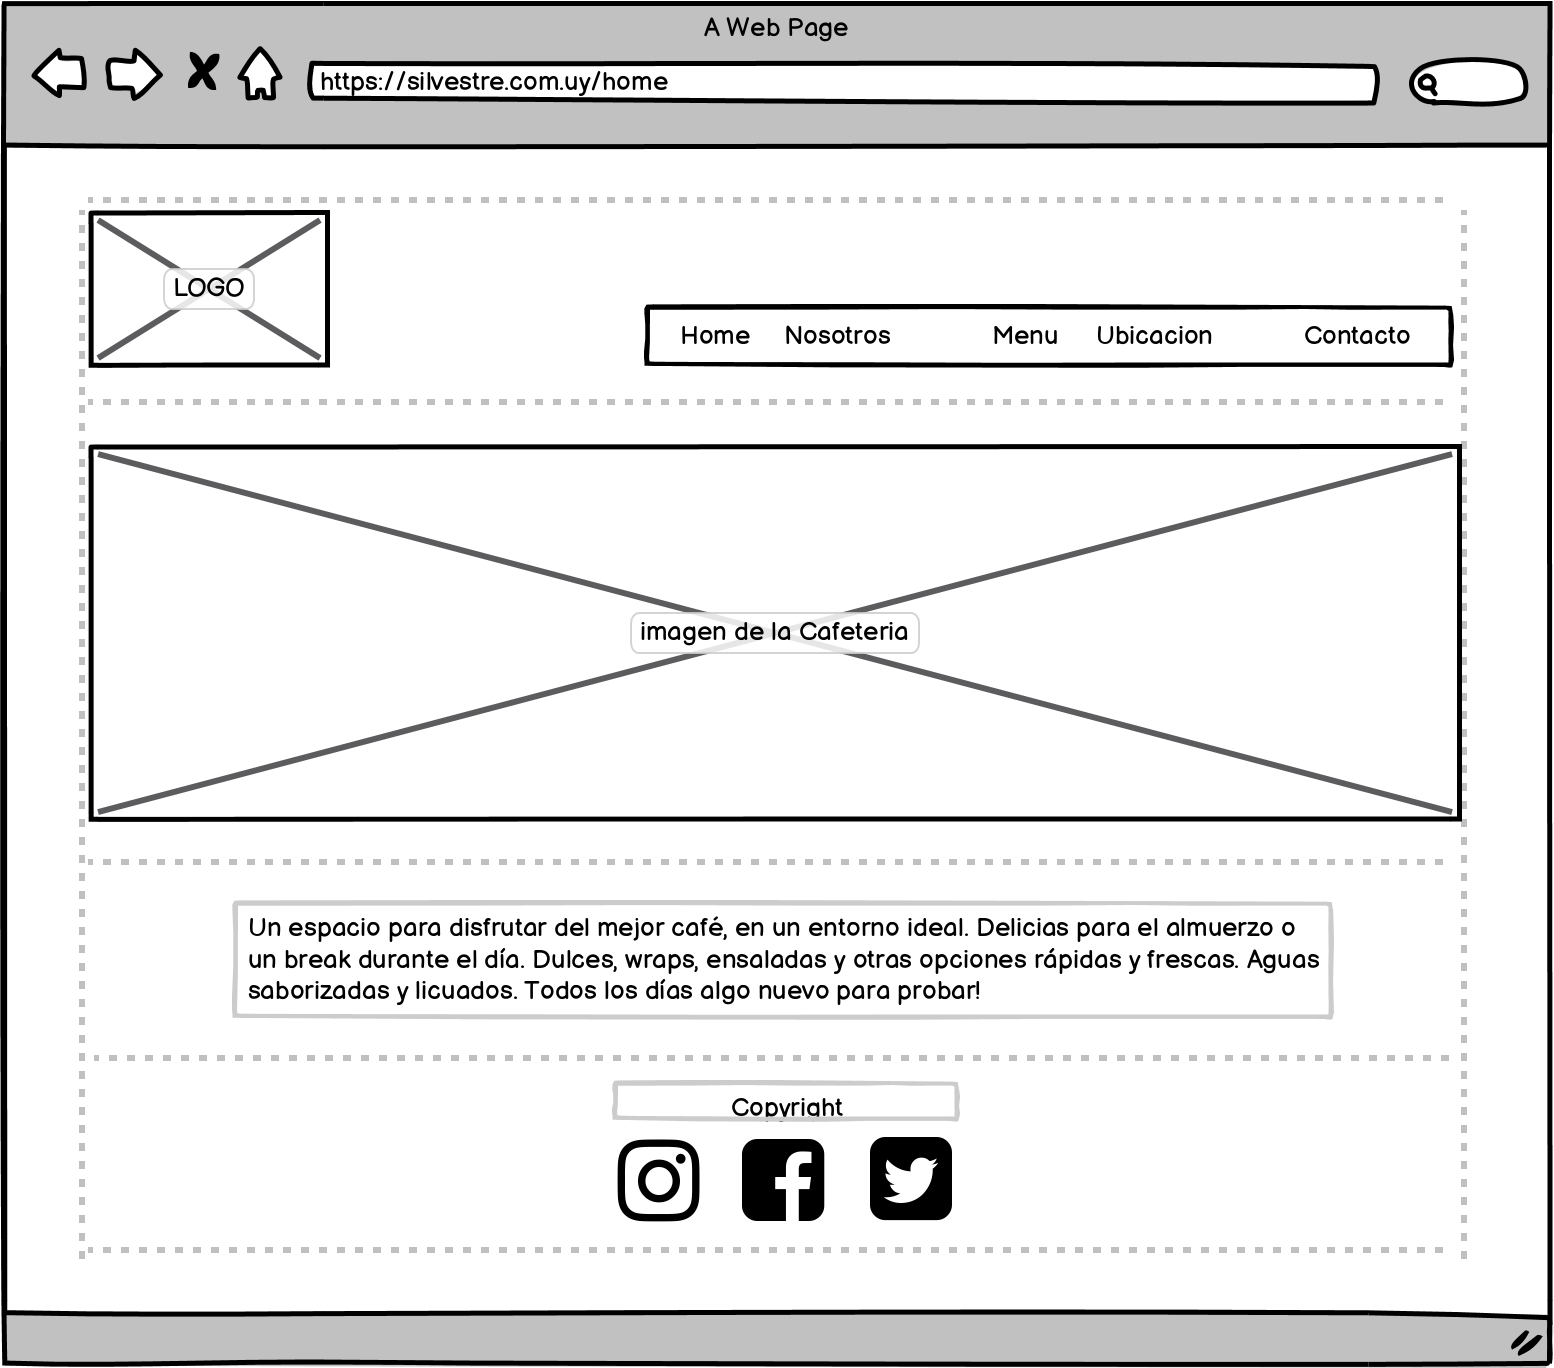 A Web Page
https://silvestre.com.uy/home
LOGO
Home Nosotros Menu Ubicacion Contacto
imagen de la Cafeteria
Un espacio para disfrutar del mejor café, en un entorno ideal. Delicias para el almuerzo o
un break durante el día. Dulces, wraps, ensaladas y otras opciones rápidas y frescas. Aguas
saborizadas y licuados. Todos los días algo nuevo para probar!
Copyright